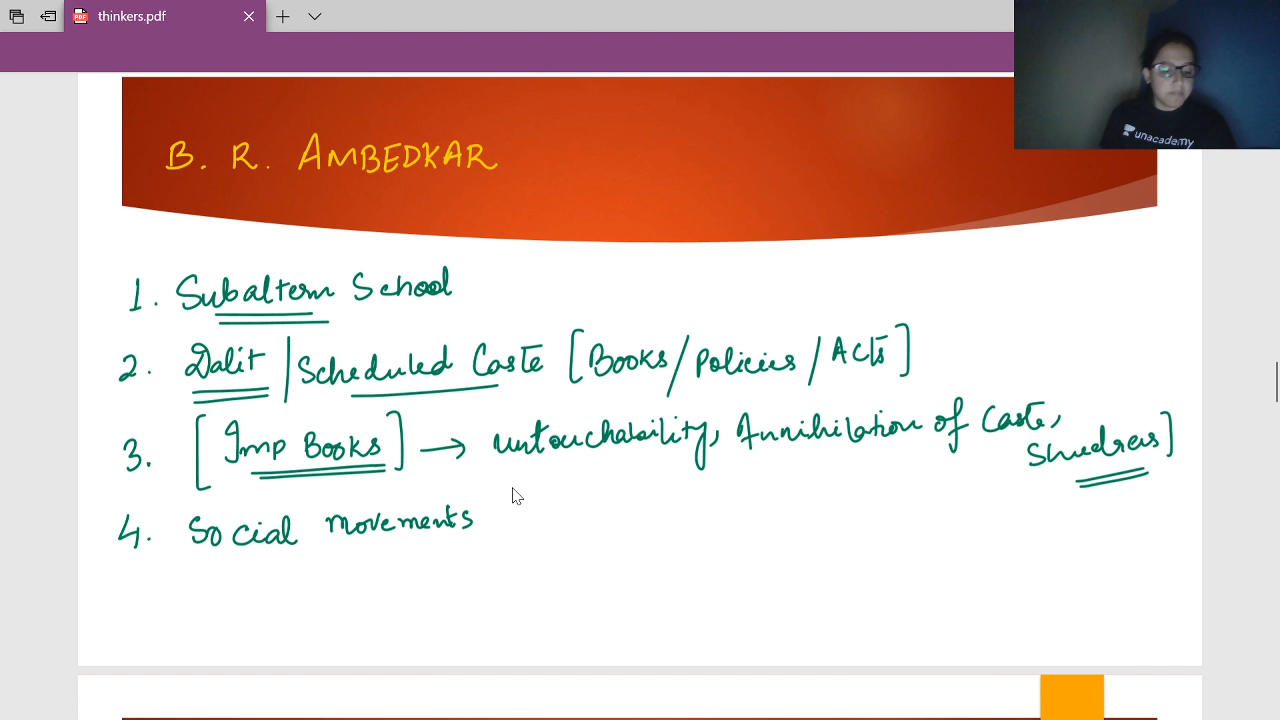 thinkers.pdf
unacademy
B. R. AMBEDKAR
1. Subaltern School
2. Dalit / Scheduled Caste [Books / Policies / Acts]
3. [Imp Books] → untouchability, Annihilation of Caste,
Shudras]
4. Social movements